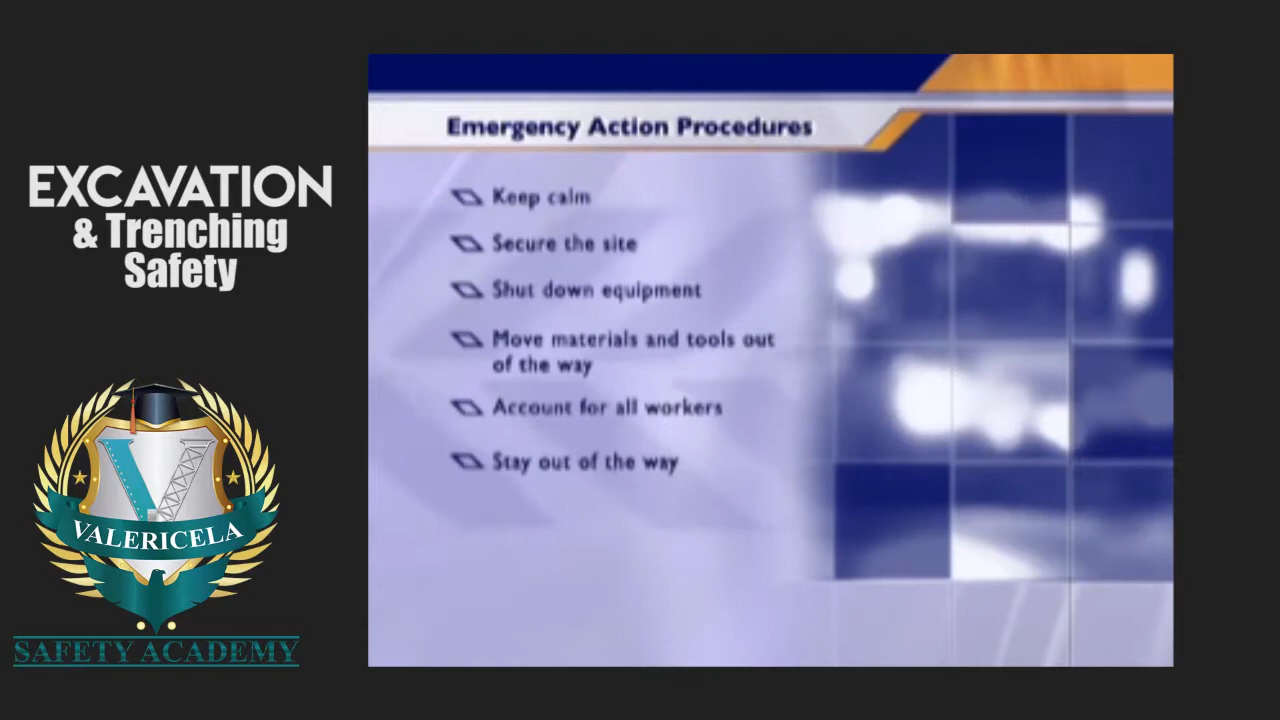 EXCAVATION
& Trenching
Safety
VALERICELA
SAFETY ACADEMY
Emergency Action Procedures
Keep calm
Secure the site
Shut down equipment
Move materials and tools out
of the way
Account for all workers
Stay out of the way